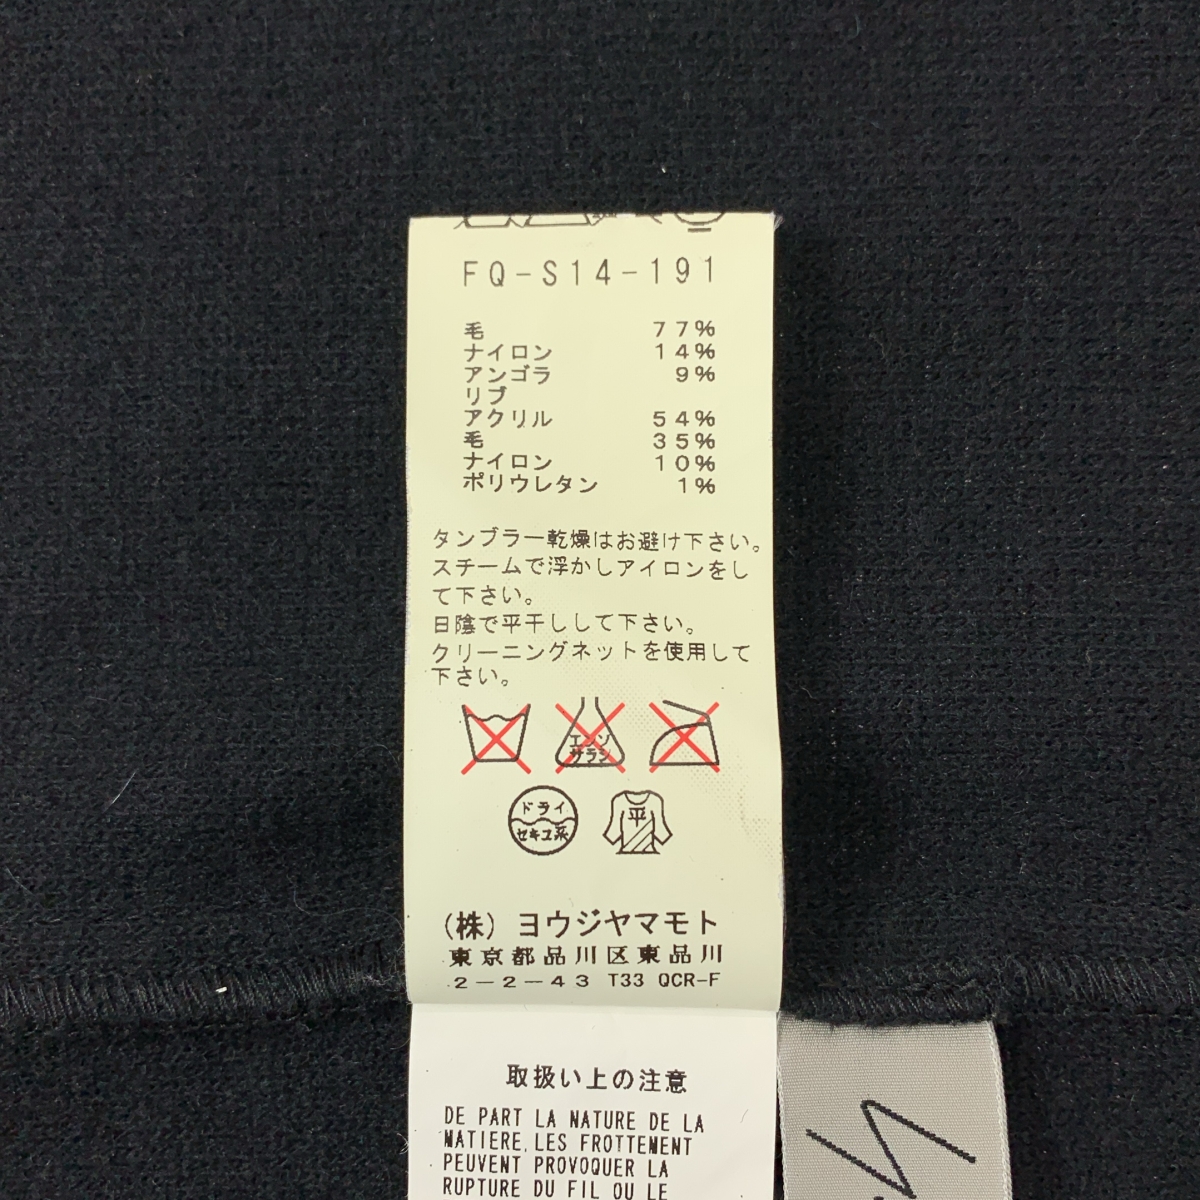 FQ-S14-191
毛 77%
ナイロン 14%
アンゴラ 9%
リブ
アクリル 54%
毛 35%
ナイロン 10%
ポリウレタン 1%
タンブラー乾燥はお避け下さい。
スチームで浮かしアイロンをし
て下さい。
日陰で平干しして下さい。
クリーニングネットを使用して
下さい。
エンソ
サラシ
ドライ
セキユ系
平
(株) ヨウジヤマモト
東京都品川区東品川
2-2-43 T33 QCR-F
取扱い上の注意
DE PART LA NATURE DE LA
MATIERE, LES FROTTEMENT
PEUVENT PROVOQUER LA
RUPTURE DU FIL OU LE